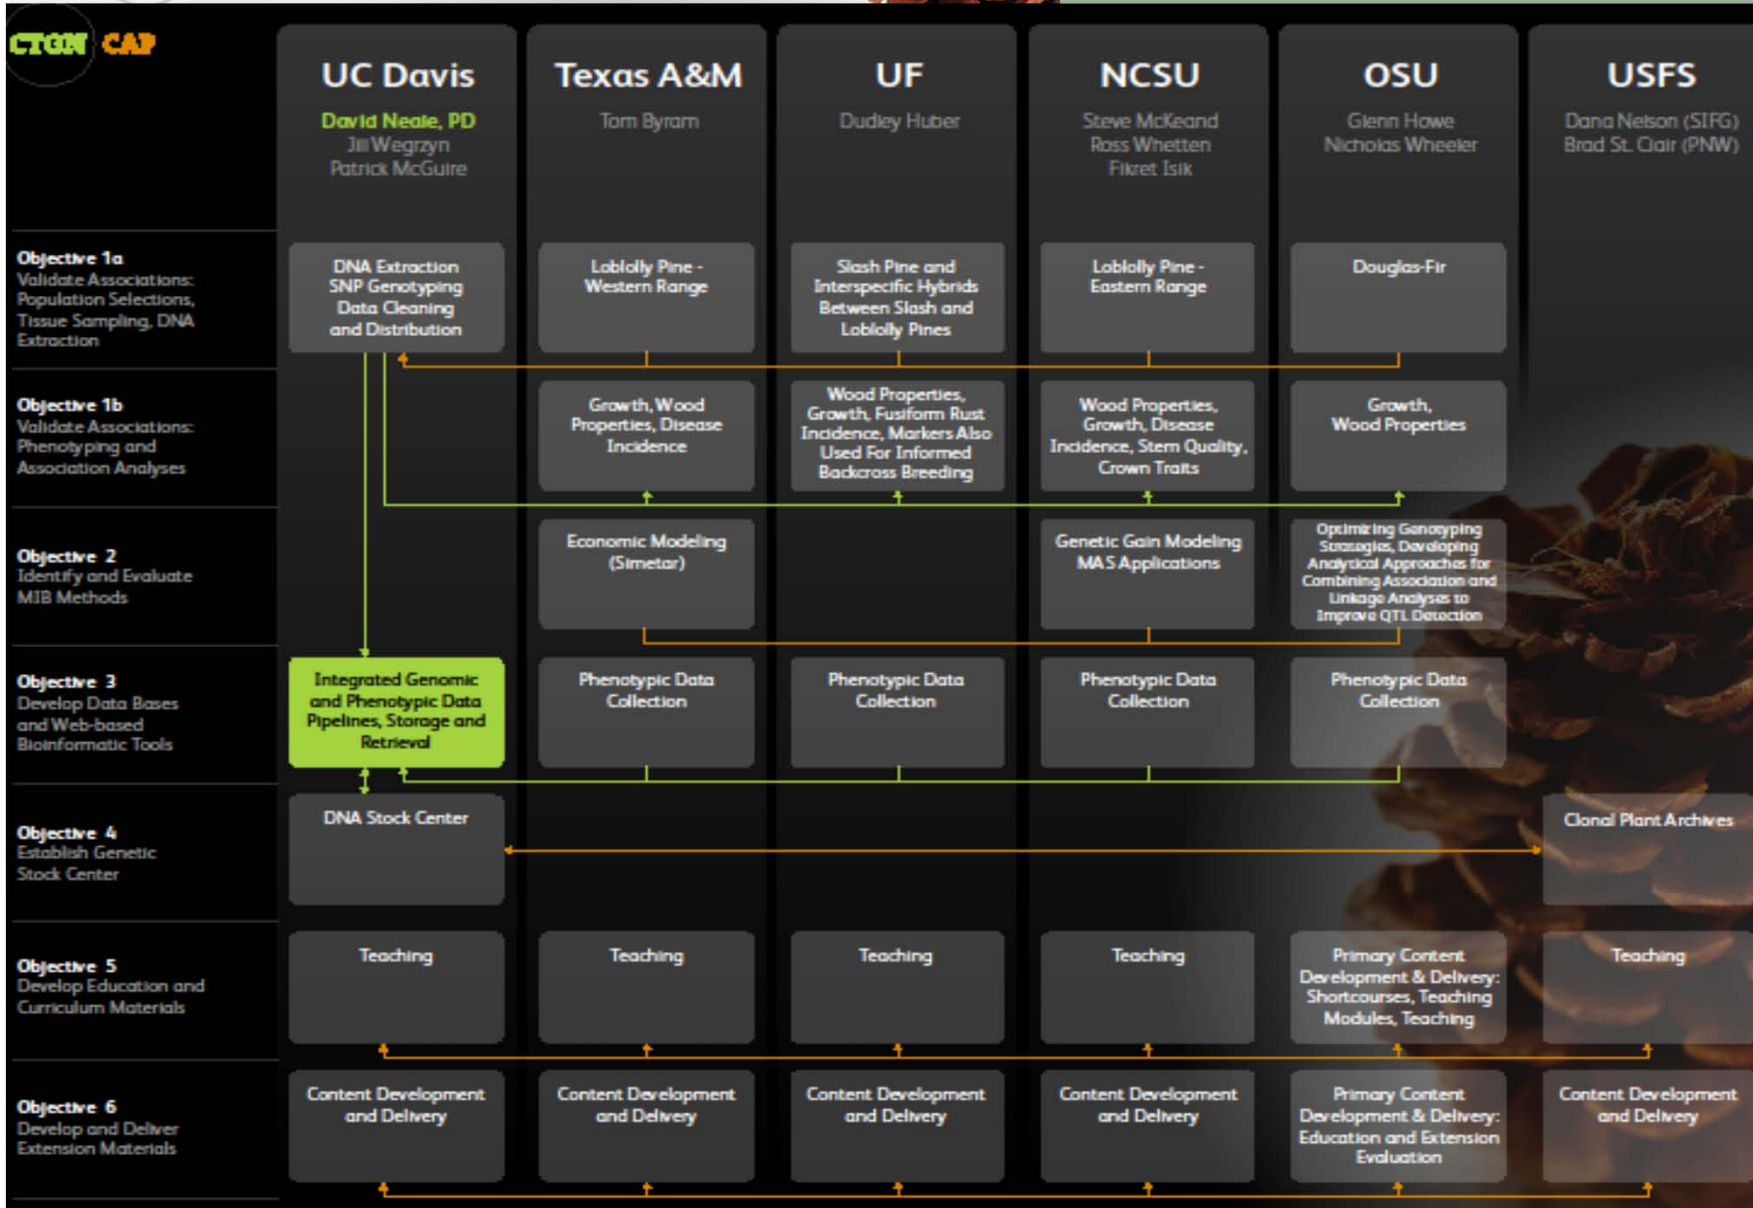 CTGN CAP
UC Davis
David Neale, PD
Jill Wegrzyn
Patrick McGuire
Texas A&M
Tom Byram
UF
Dudley Huber
NCSU
Steve McKeand
Ross Whetten
Fikret Isik
OSU
Glenn Howe
Nicholas Wheeler
USFS
Dana Nelson (SIFG)
Brad St. Clair (PNW)
Objective 1a
Validate Associations:
Population Selections,
Tissue Sampling, DNA
Extraction
DNA Extraction
SNP Genotyping
Data Cleaning
and Distribution
Loblolly Pine -
Western Range
Slash Pine and
Interspecific Hybrids
Between Slash and
Loblolly Pines
Loblolly Pine -
Eastern Range
Douglas-Fir
Objective 1b
Validate Associations:
Phenotyping and
Association Analyses
Growth, Wood
Properties, Disease
Incidence
Wood Properties,
Growth, Fusiform Rust
Incidence, Markers Also
Used For Informed
Backcross Breeding
Wood Properties,
Growth, Disease
Incidence, Stem Quality,
Crown Traits
Growth,
Wood Properties
Objective 2
Identify and Evaluate
MIB Methods
Economic Modeling
(Simetar)
Genetic Gain Modeling
MAS Applications
Optimizing Genotyping
Strategies, Developing
Analytical Approaches for
Combining Association and
Linkage Analyses to
Improve QTL Detection
Objective 3
Develop Data Bases
and Web-based
Bioinformatic Tools
Integrated Genomic
and Phenotypic Data
Pipelines, Storage and
Retrieval
Phenotypic Data
Collection
Phenotypic Data
Collection
Phenotypic Data
Collection
Phenotypic Data
Collection
Objective 4
Establish Genetic
Stock Center
DNA Stock Center
Clonal Plant Archives
Objective 5
Develop Education and
Curriculum Materials
Teaching
Teaching
Teaching
Teaching
Primary Content
Development & Delivery:
Shortcourses, Teaching
Modules, Teaching
Teaching
Objective 6
Develop and Deliver
Extension Materials
Content Development
and Delivery
Content Development
and Delivery
Content Development
and Delivery
Content Development
and Delivery
Primary Content
Development & Delivery:
Education and Extension
Evaluation
Content Development
and Delivery